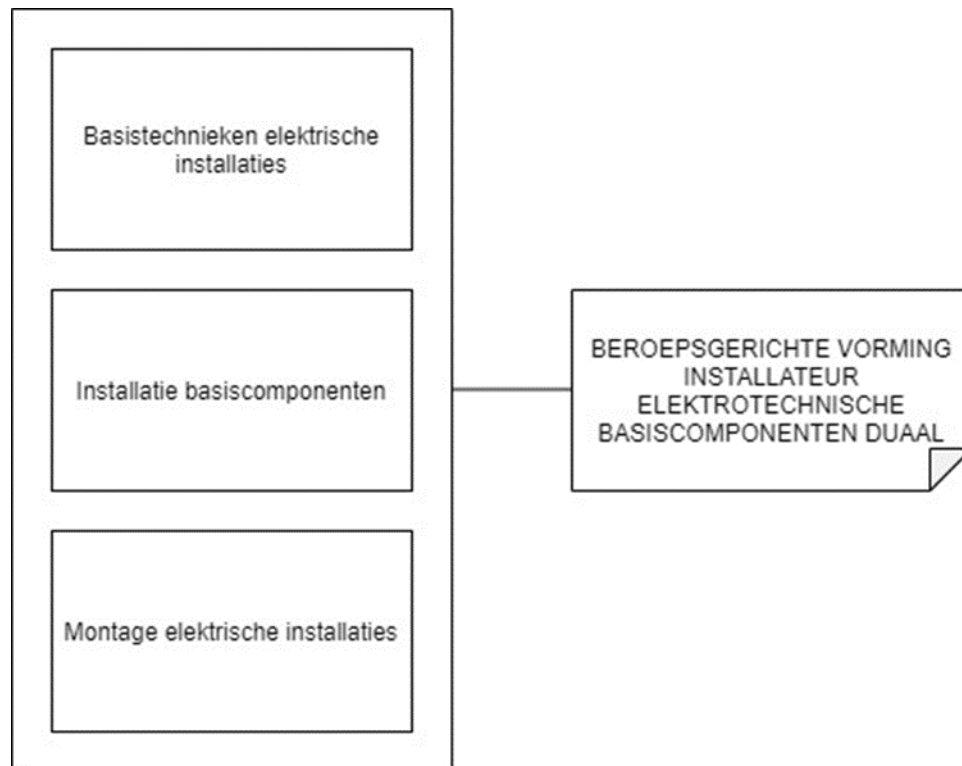 Basistechnieken elektrische
installaties
Installatie basiscomponenten
Montage elektrische installaties
BEROEPSGERICHTE VORMING
INSTALLATEUR
ELEKTROTECHNISCHE
BASISCOMPONENTEN DUAAL